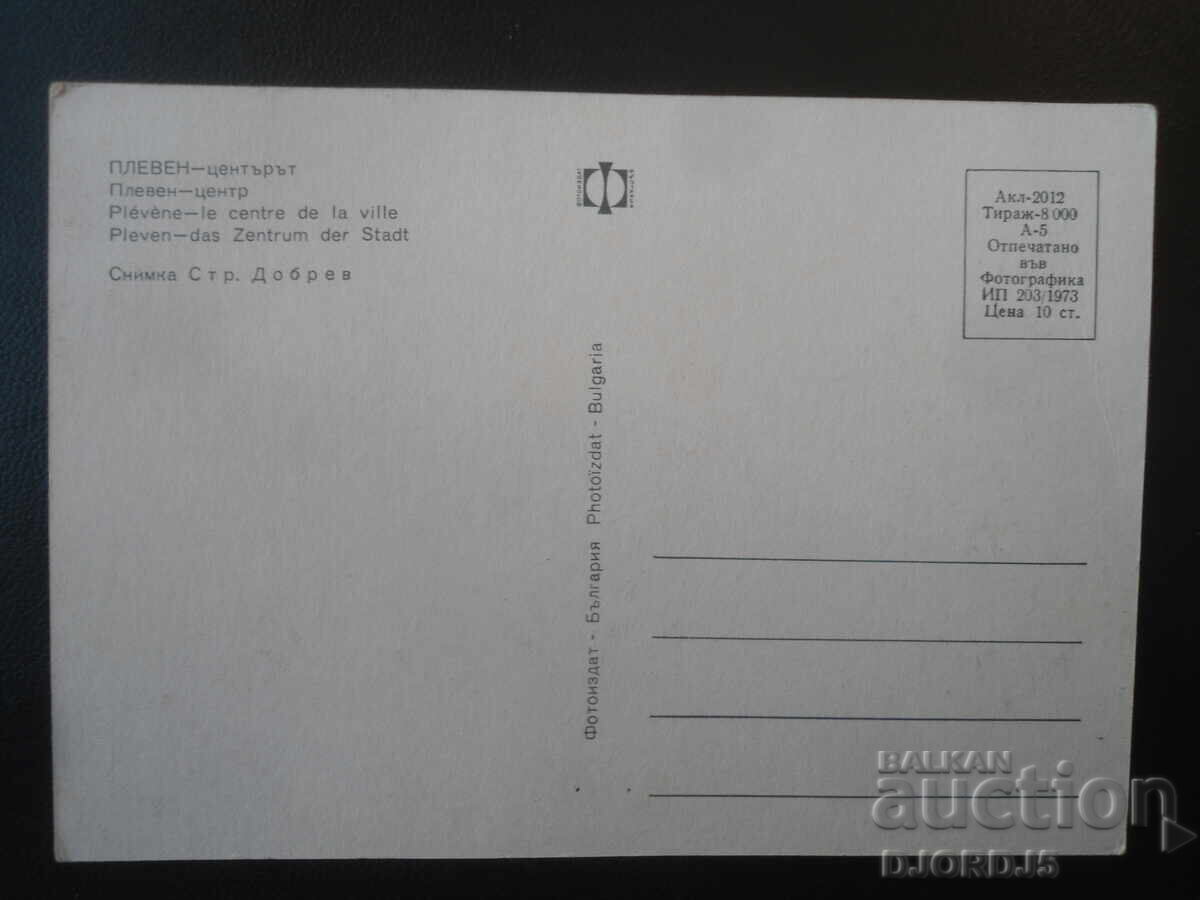 ПЛЕВЕН—центърът
Плевен—центр
Plévène—le centre de la ville
Pleven—das Zentrum der Stadt
Снимка Стр. Добрев
ФОТОИЗДАТ
Фотоиздат - България Photoïzdat - Bulgaria
Акл-2012
Тираж-8 000
А-5
Отпечатано
във
Фотографика
ИП 203/1973
Цена 10 ст.
BALKAN
auction
DJORDJ5